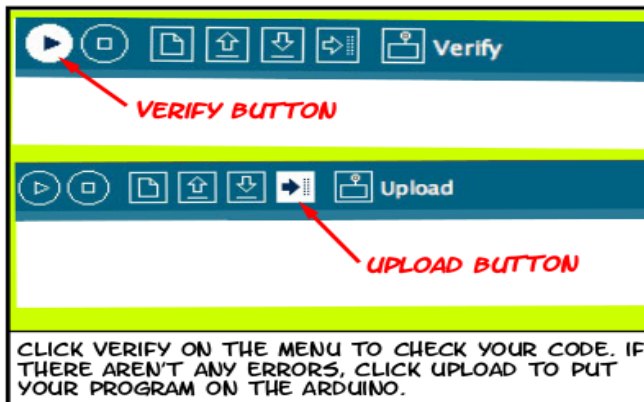 Verify
VERIFY BUTTON
Upload
UPLOAD BUTTON
CLICK VERIFY ON THE MENU TO CHECK YOUR CODE. IF
THERE AREN'T ANY ERRORS, CLICK UPLOAD TO PUT
YOUR PROGRAM ON THE ARDUINO.